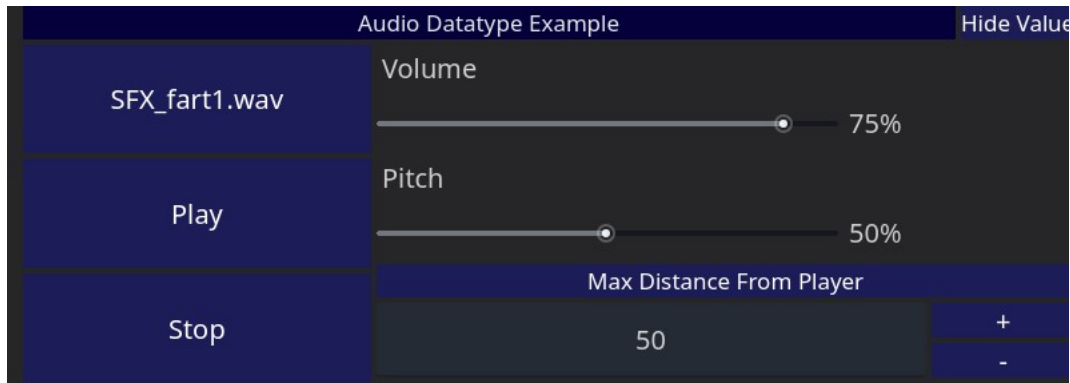 Audio Datatype Example
Hide Value
SFX_fart1.wav
Volume
75%
Play
Pitch
50%
Max Distance From Player
Stop
50
+
-